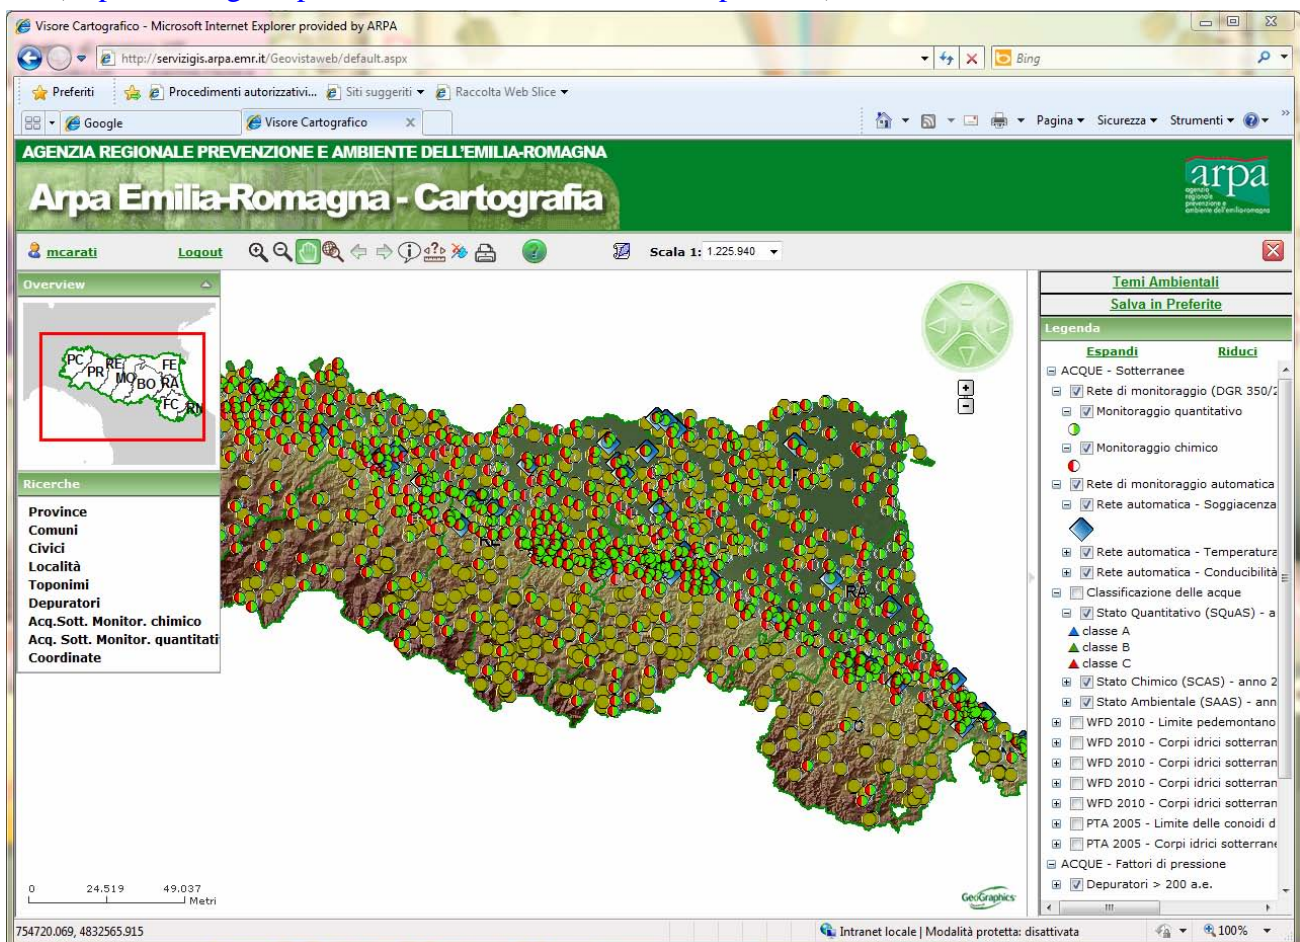 Visore Cartografico - Microsoft Internet Explorer provided by ARPA
http://servizigis.arpa.emr.it/Geovistaweb/default.aspx
Bing
Preferiti
Procedimenti autorizzativi...
Siti suggeriti
Raccolta Web Slice
Google
Visore Cartografico
Pagina
Sicurezza
Strumenti
AGENZIA REGIONALE PREVENZIONE E AMBIENTE DELL'EMILIA-ROMAGNA
Arpa Emilia-Romagna - Cartografia
arpa
agenzia
regionale
prevenzione e
ambiente dell'emilia-romagna
mcarati
Logout
Scala 1: 1.225.940
Overview
PC
PR
RE
MO
BO
FE
RA
FC
RN
Ricerche
Province
Comuni
Civici
Località
Toponimi
Depuratori
Acq.Sott. Monitor. chimico
Acq. Sott. Monitor. quantitati
Coordinate
RA
0 24.519 49.037
Metri
GeoGraphics
Temi Ambientali
Salva in Preferite
Legenda
Espandi Riduci
ACQUE - Sotterranee
Rete di monitoraggio (DGR 350/2
Monitoraggio quantitativo
Monitoraggio chimico
Rete di monitoraggio automatica
Rete automatica - Soggiacenza
Rete automatica - Temperatura
Rete automatica - Conducibilità
Classificazione delle acque
Stato Quantitativo (SQuAS) - a
classe A
classe B
classe C
Stato Chimico (SCAS) - anno 2
Stato Ambientale (SAAS) - ann
WFD 2010 - Limite pedemontano
WFD 2010 - Corpi idrici sotterran
WFD 2010 - Corpi idrici sotterran
WFD 2010 - Corpi idrici sotterran
WFD 2010 - Corpi idrici sotterran
PTA 2005 - Limite delle conoidi d
PTA 2005 - Corpi idrici sotterrane
ACQUE - Fattori di pressione
Depuratori > 200 a.e.
754720.069, 4832565.915
Intranet locale | Modalità protetta: disattivata
100%